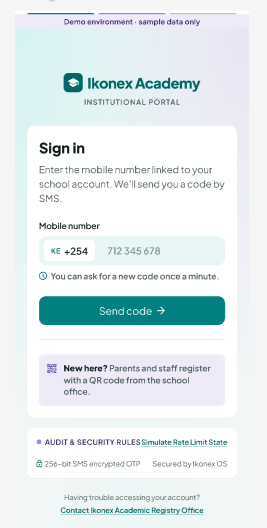 Demo environment · sample data only
Ikonex Academy
INSTITUTIONAL PORTAL
Sign in
Enter the mobile number linked to your
school account. We'll send you a code by
SMS.
Mobile number
KE +254 712 345 678
You can ask for a new code once a minute.
Send code →
New here? Parents and staff register
with a QR code from the school
office.
AUDIT & SECURITY RULES Simulate Rate Limit State
256-bit SMS encrypted OTP Secured by Ikonex OS
Having trouble accessing your account?
Contact Ikonex Academic Registry Office